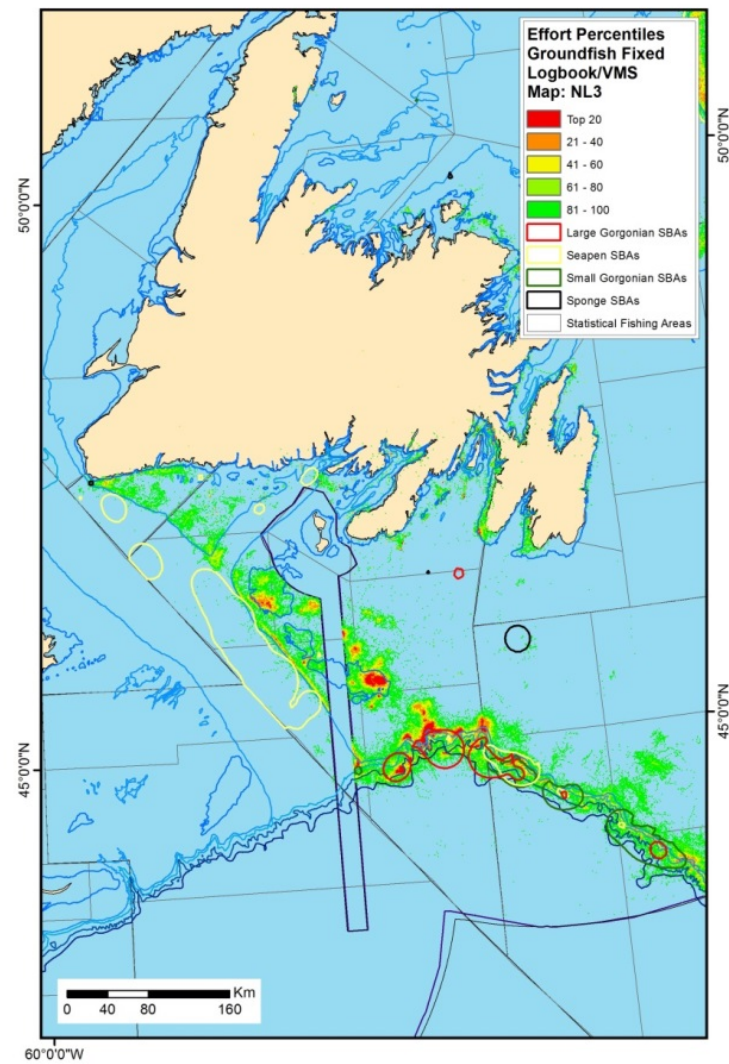 Effort Percentiles
Groundfish Fixed
Logbook/VMS
Map: NL3
Top 20
21 - 40
41 - 60
61 - 80
81 - 100
Large Gorgonian SBAs
Seapen SBAs
Small Gorgonian SBAs
Sponge SBAs
Statistical Fishing Areas
50°0'0"N
50°0'0"N
45°0'0"N
45°0'0"N
Km
0 40 80 160
60°0'0"W